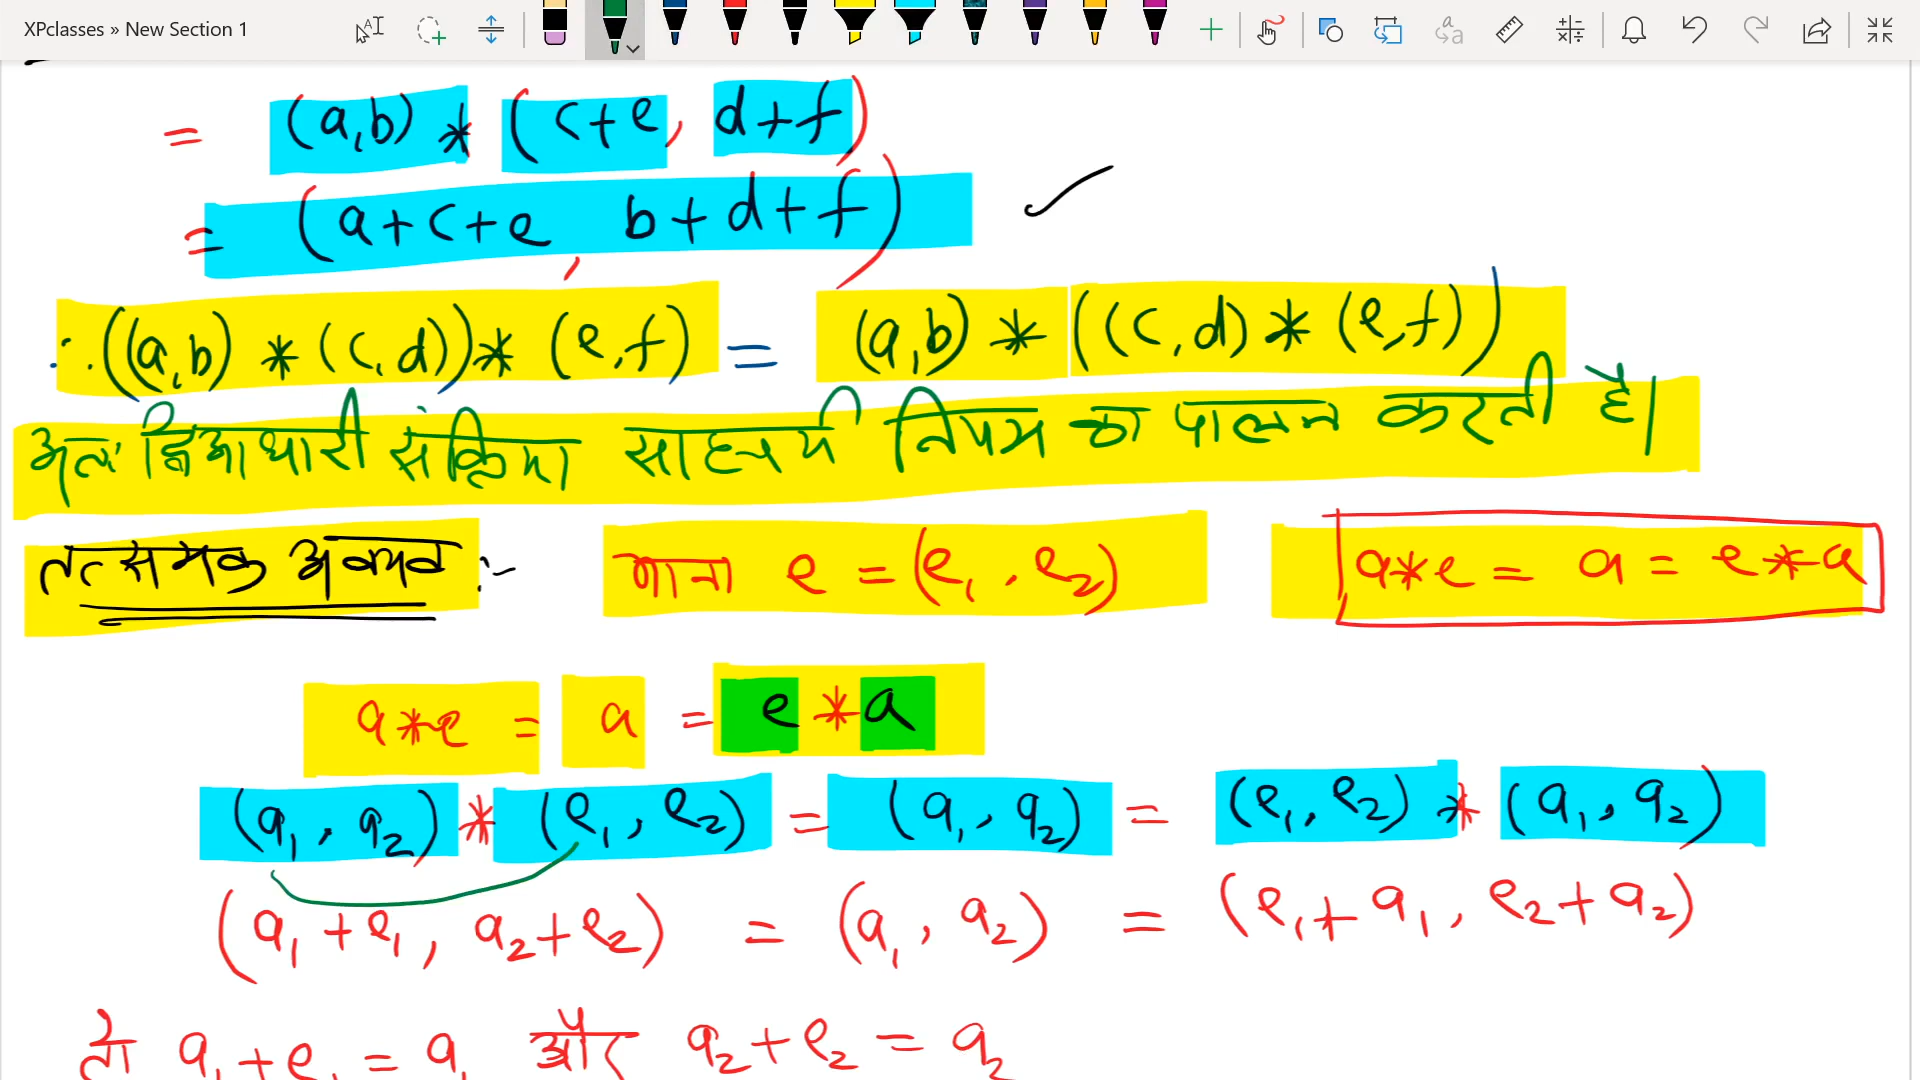 XPclasses » New Section 1
= (a,b) * (c+e, d+f)
= (a+c+e, b+d+f)
∴ ((a,b) * (c,d)) * (e,f) = (a,b) * ((c,d) * (e,f))
अतः द्विआधारी संक्रिया साहचर्य नियम का पालन करती है।
तत्समक अवयव :- माना e = (e₁, e₂) a*e = a = e*a
a*e = a = e*a
(a₁, a₂) * (e₁, e₂) = (a₁, a₂) = (e₁, e₂) * (a₁, a₂)
(a₁+e₁, a₂+e₂) = (a₁, a₂) = (e₁+a₁, e₂+a₂)
तो a₁+e₁ = a₁ और a₂+e₂ = a₂